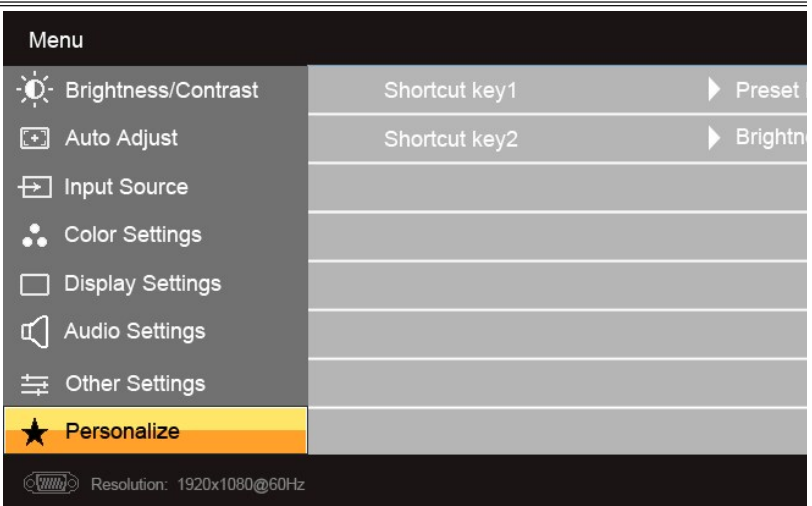 Menu
Brightness/Contrast
Auto Adjust
Input Source
Color Settings
Display Settings
Audio Settings
Other Settings
Personalize
Shortcut key1 Preset
Shortcut key2
Resolution: 1920x1080@60Hz